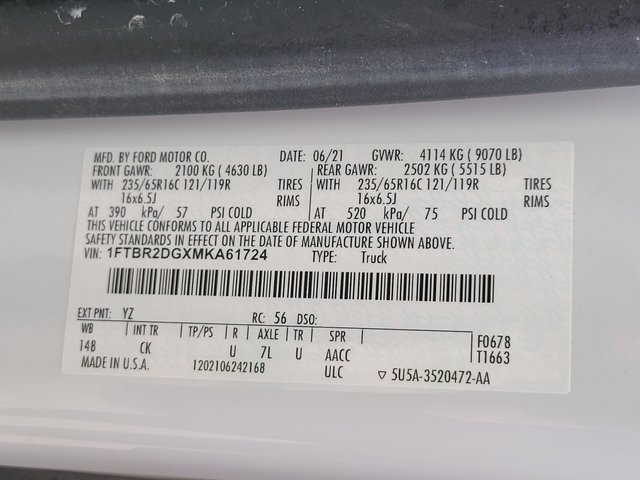 MFD. BY FORD MOTOR CO. DATE: 06/21 GVWR: 4114 KG ( 9070 LB)
FRONT GAWR: 2100 KG ( 4630 LB) REAR GAWR: 2502 KG ( 5515 LB)
WITH 235/65R16C 121/119R TIRES WITH 235/65R16C 121/119R TIRES
16x6.5J RIMS 16x6.5J RIMS
AT 390 kPa/ 57 PSI COLD AT 520 kPa/ 75 PSI COLD
THIS VEHICLE CONFORMS TO ALL APPLICABLE FEDERAL MOTOR VEHICLE
SAFETY STANDARDS IN EFFECT ON THE DATE OF MANUFACTURE SHOWN ABOVE.
VIN: 1FTBR2DGXMKA61724 TYPE: Truck
EXT PNT: YZ RC: 56 DSO:
WB INT TR TP/PS R AXLE TR SPR F0678
148 CK U 7L U AACC T1663
MADE IN U.S.A. 1202106242168 ULC ▽ 5U5A-3520472-AA